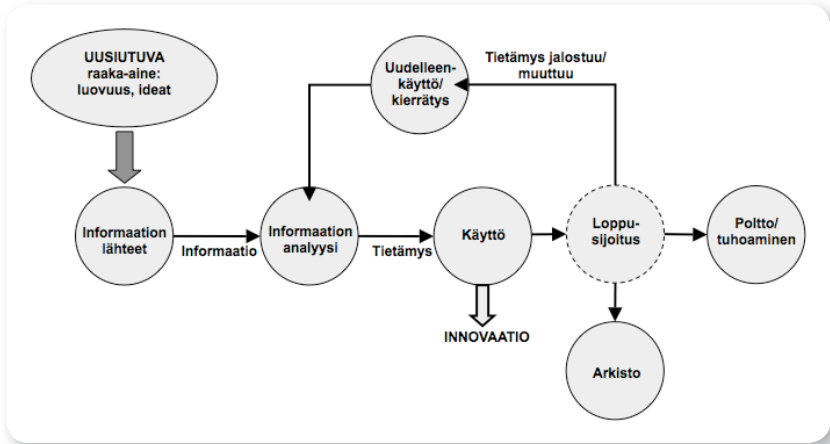 UUSIUTUVA
raaka-aine:
luovuus, ideat
Uudelleen-
käyttö/
kierrätys
Tietämys jalostuu/
muuttuu
Informaation
lähteet
Informaatio
Informaation
analyysi
Tietämys
Käyttö
Loppu-
sijoitus
Poltto/
tuhoaminen
INNOVAATIO
Arkisto